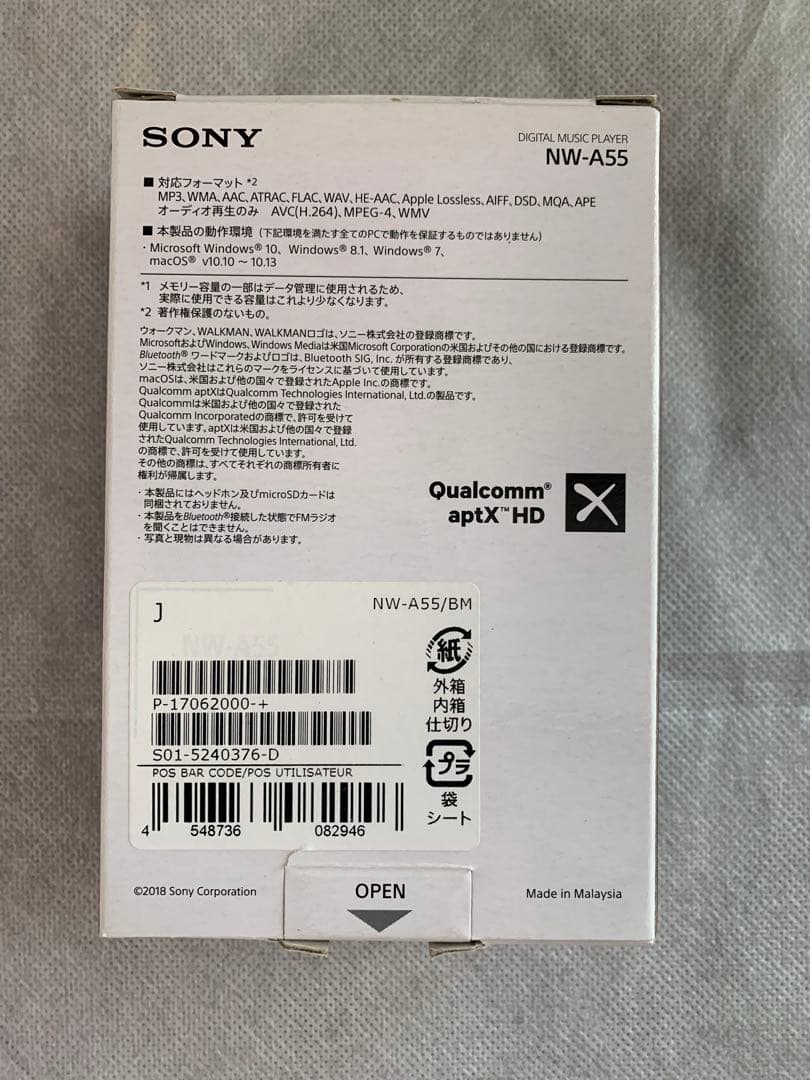 SONY
DIGITAL MUSIC PLAYER
NW-A55
■ 対応フォーマット *2
MP3、WMA、AAC、ATRAC、FLAC、WAV、HE-AAC、Apple Lossless、AIFF、DSD、MQA、APE
オーディオ再生のみ AVC(H.264)、MPEG-4、WMV
■ 本製品の動作環境 (下記環境を満たす全てのPCで動作を保証するものではありません)
・Microsoft Windows® 10、Windows® 8.1、Windows® 7、
macOS® v10.10 ~ 10.13
*1 メモリー容量の一部はデータ管理に使用されるため、
実際に使用できる容量はこれより少なくなります。
*2 著作権保護のないもの。
ウォークマン、WALKMAN、WALKMANロゴは、ソニー株式会社の登録商標です。
MicrosoftおよびWindows、Windows Mediaは米国Microsoft Corporationの米国およびその他の国における登録商標です。
Bluetooth® ワードマークおよびロゴは、Bluetooth SIG, Inc. が所有する登録商標であり、
ソニー株式会社はこれらのマークをライセンスに基づいて使用しています。
macOSは、米国および他の国々で登録されたApple Inc.の商標です。
Qualcomm aptXはQualcomm Technologies International, Ltd.の製品です。
Qualcommは米国および他の国々で登録された
Qualcomm Incorporatedの商標で、許可を受けて
使用しています。aptXは米国および他の国々で登録
されたQualcomm Technologies International, Ltd.
の商標で、許可を受けて使用しています。
その他の商標は、すべてそれぞれの商標所有者に
権利が帰属します。
・本製品にはヘッドホン及びmicroSDカードは
同梱されておりません。
・本製品をBluetooth®接続した状態でFMラジオ
を聞くことはできません。
・写真と現物は異なる場合があります。
Qualcomm®
aptX™ HD
J
NW-A55/BM
NW-A55
P-17062000-+
S01-5240376-D
POS BAR CODE/POS UTILISATEUR
4 548736 082946
紙
外箱
内箱
仕切り
プラ
袋
シート
©2018 Sony Corporation
OPEN
Made in Malaysia